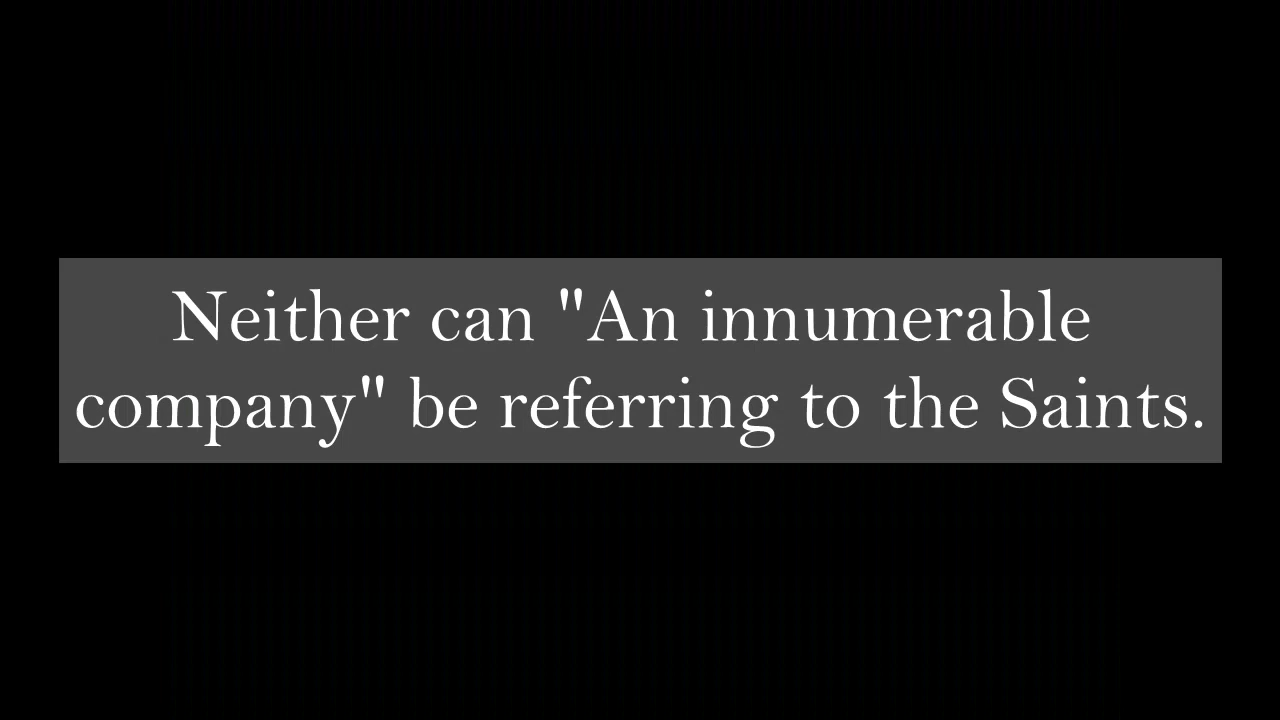 Neither can "An innumerable
company" be referring to the Saints.